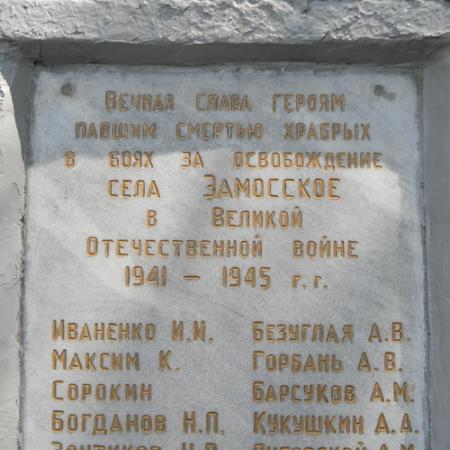 Вечная слава героям
павшим смертью храбрых
в боях за освобождение
села Замосское
в Великой
Отечественной войне
1941 – 1945 г.г.
Иваненко И.И. Безуглая А.В.
Максим К. Горбань А.В.
Сорокин Барсуков А.М.
Богданов Н.П. Кукушкин А.А.